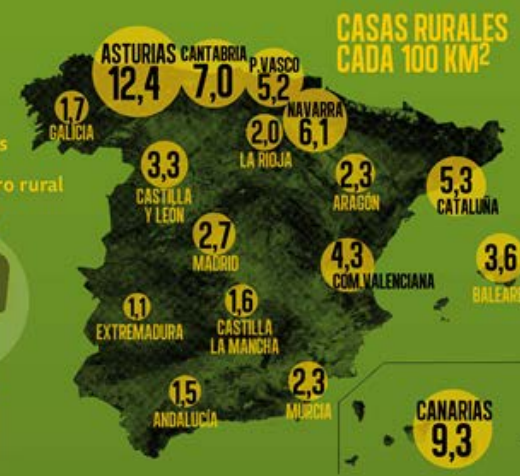 CASAS RURALES
CADA 100 KM²
ASTURIAS
12,4
CANTABRIA
7,0
P.VASCO
5,2
NAVARRA
6,1
1,7
GALICIA
2,0
LA RIOJA
3,3
CASTILLA
Y LEON
2,3
ARAGÓN
5,3
CATALUÑA
2,7
MADRID
4,3
COM.VALENCIANA
3,6
1,1
EXTREMADURA
1,6
CASTILLA
LA MANCHA
1,5
ANDALUCÍA
2,3
MURCIA
CANARIAS
9,3
rural